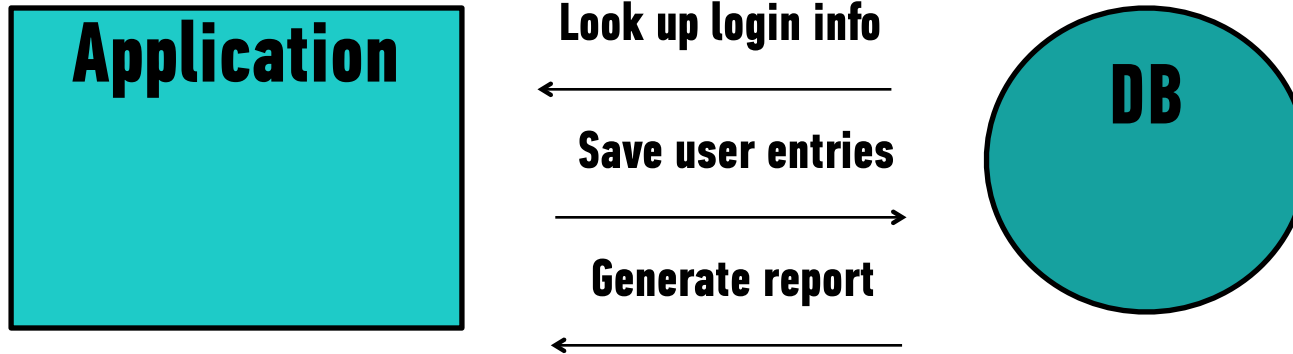 Application
Look up login info
DB
Save user entries
Generate report